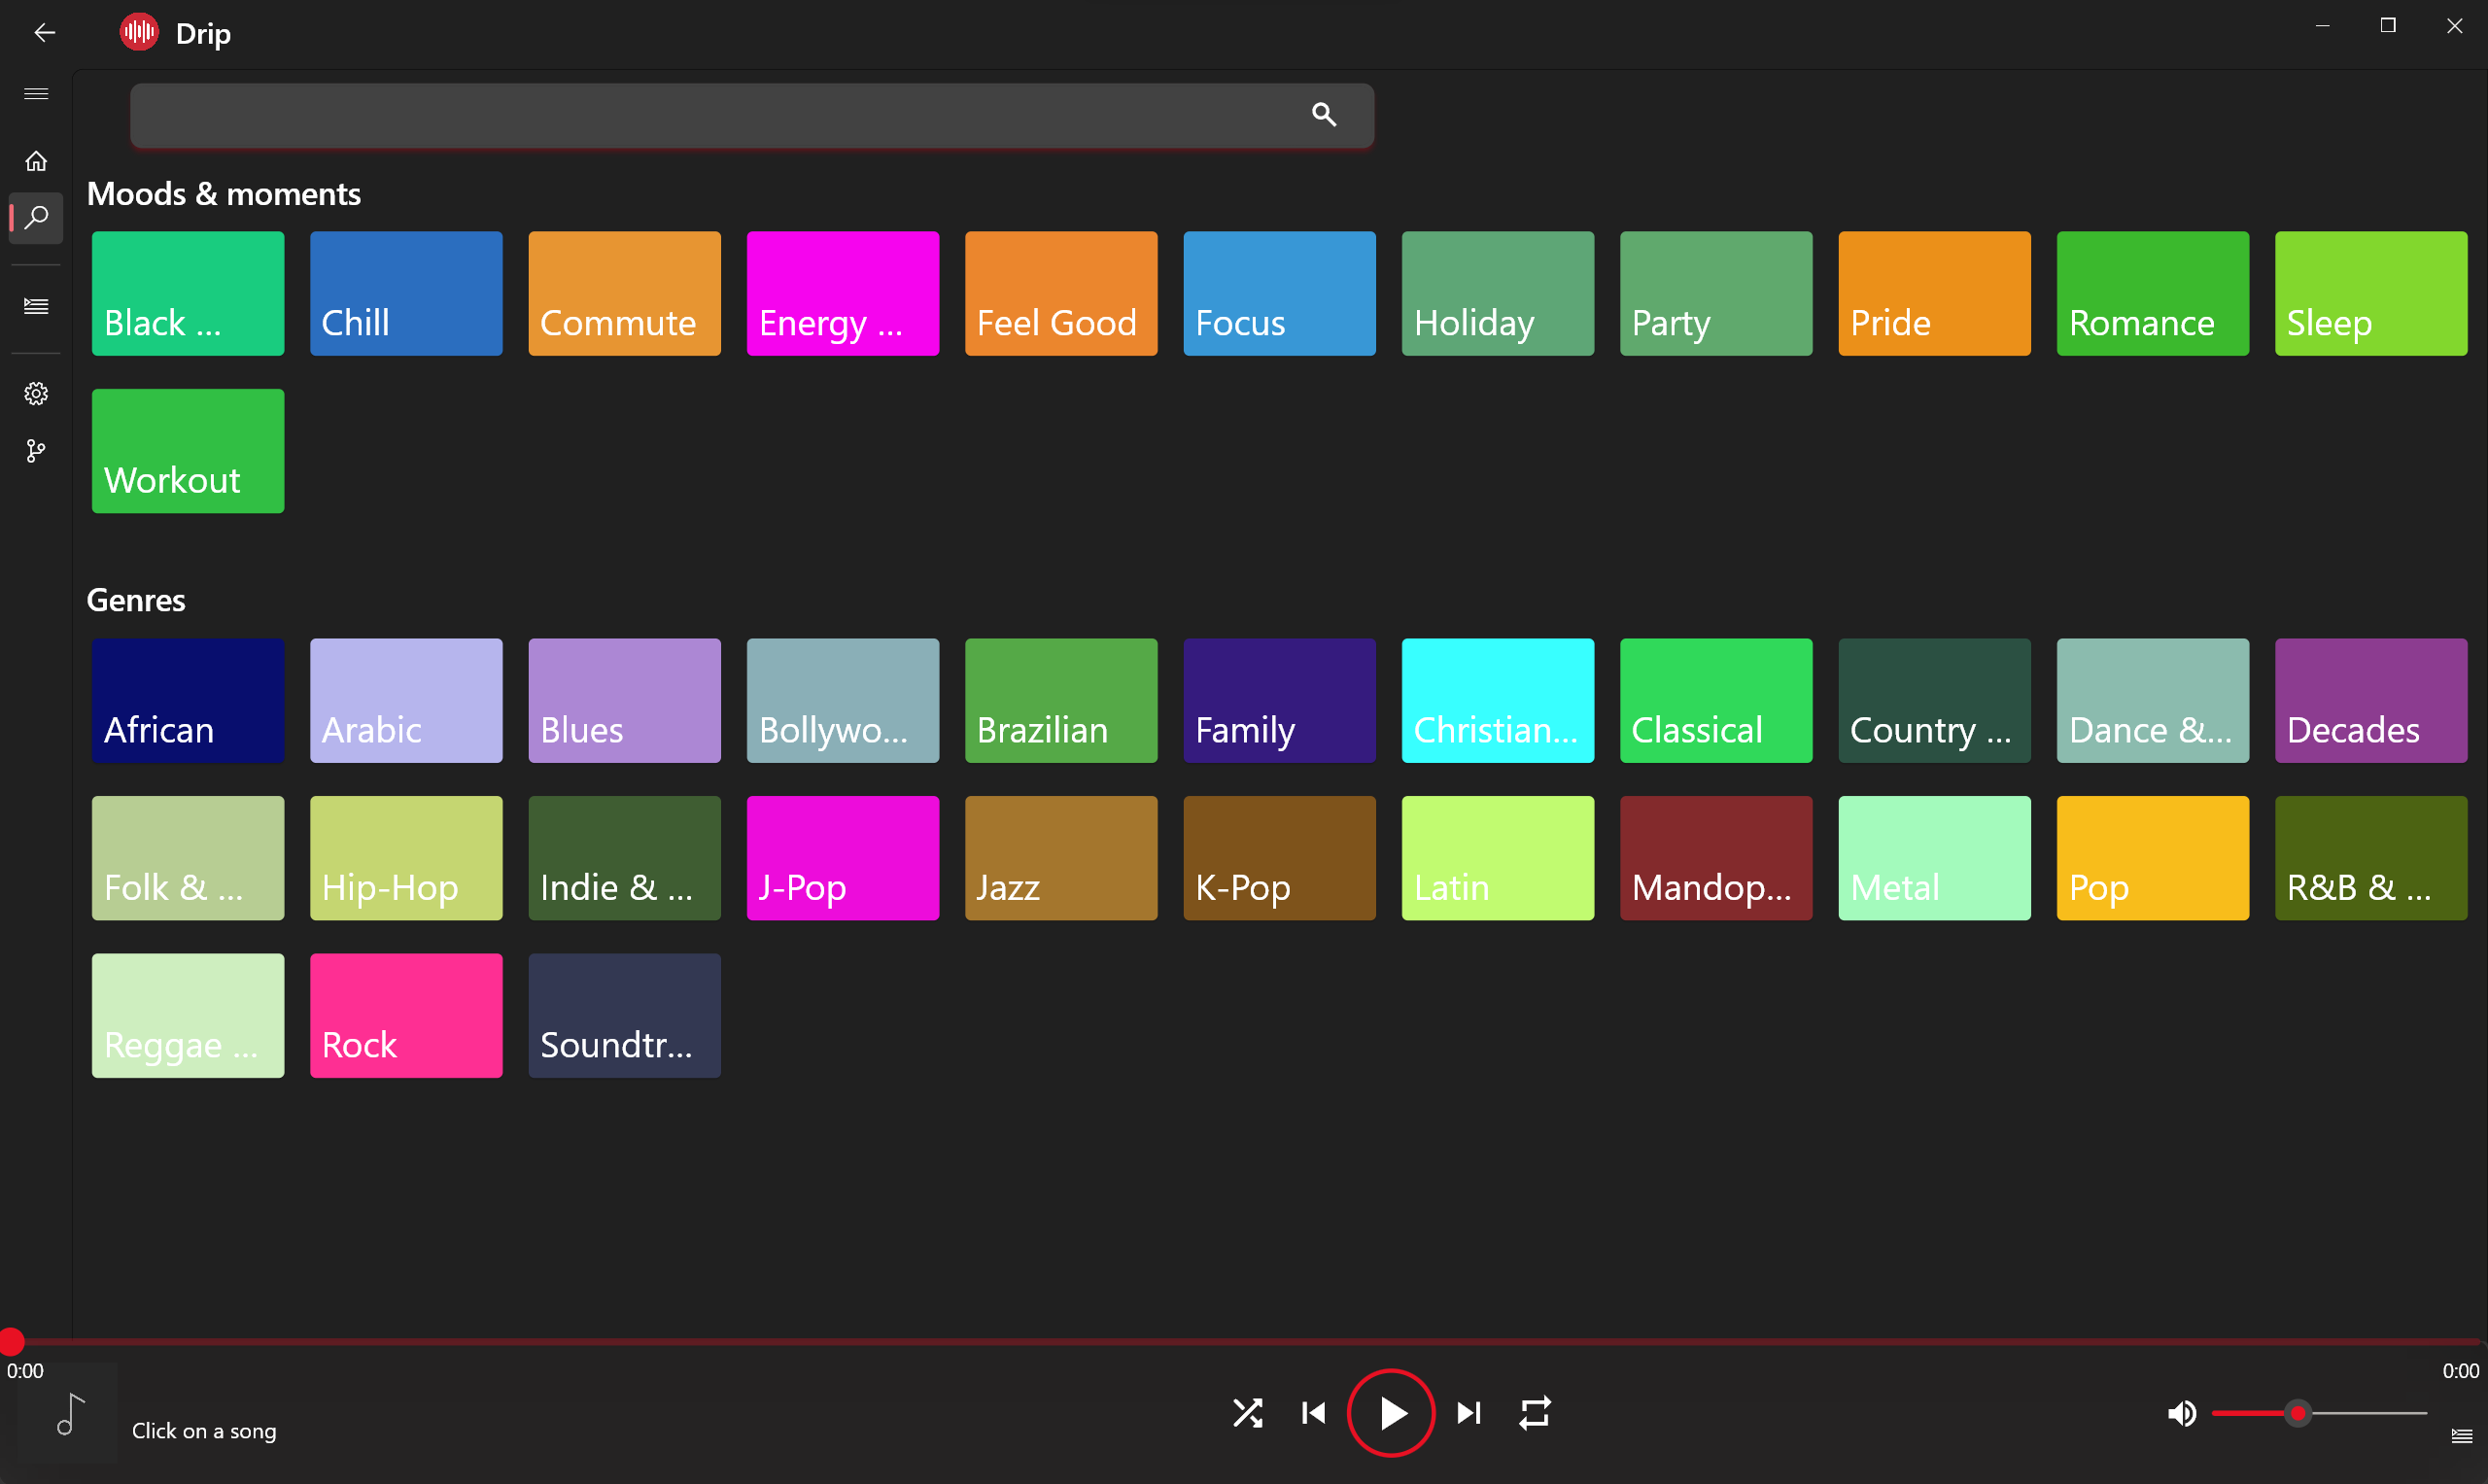 Drip
Moods & moments
Black ...
Chill
Commute
Energy ...
Feel Good
Focus
Holiday
Party
Pride
Romance
Sleep
Workout
Genres
African
Arabic
Blues
Bollywo...
Brazilian
Family
Christian...
Classical
Country ...
Dance &...
Decades
Folk & ...
Hip-Hop
Indie & ...
J-Pop
Jazz
K-Pop
Latin
Mandop...
Metal
Pop
R&B & ...
Reggae ...
Rock
Soundtr...
0:00
0:00
Click on a song